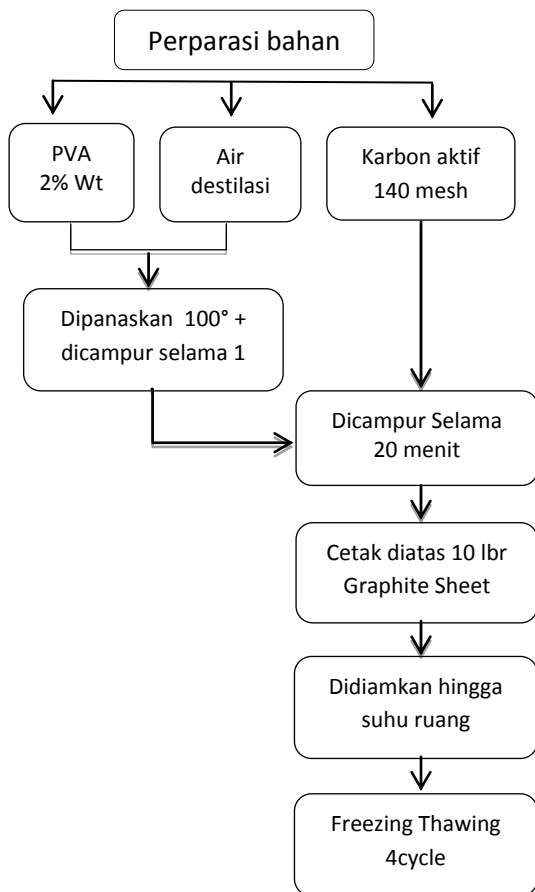 Perparasi bahan
PVA
2% Wt
Air
destilasi
Karbon aktif
140 mesh
Dipanaskan 100° +
dicampur selama 1
Dicampur Selama
20 menit
Cetak diatas 10 lbr
Graphite Sheet
Didiamkan hingga
suhu ruang
Freezing Thawing
4cycle